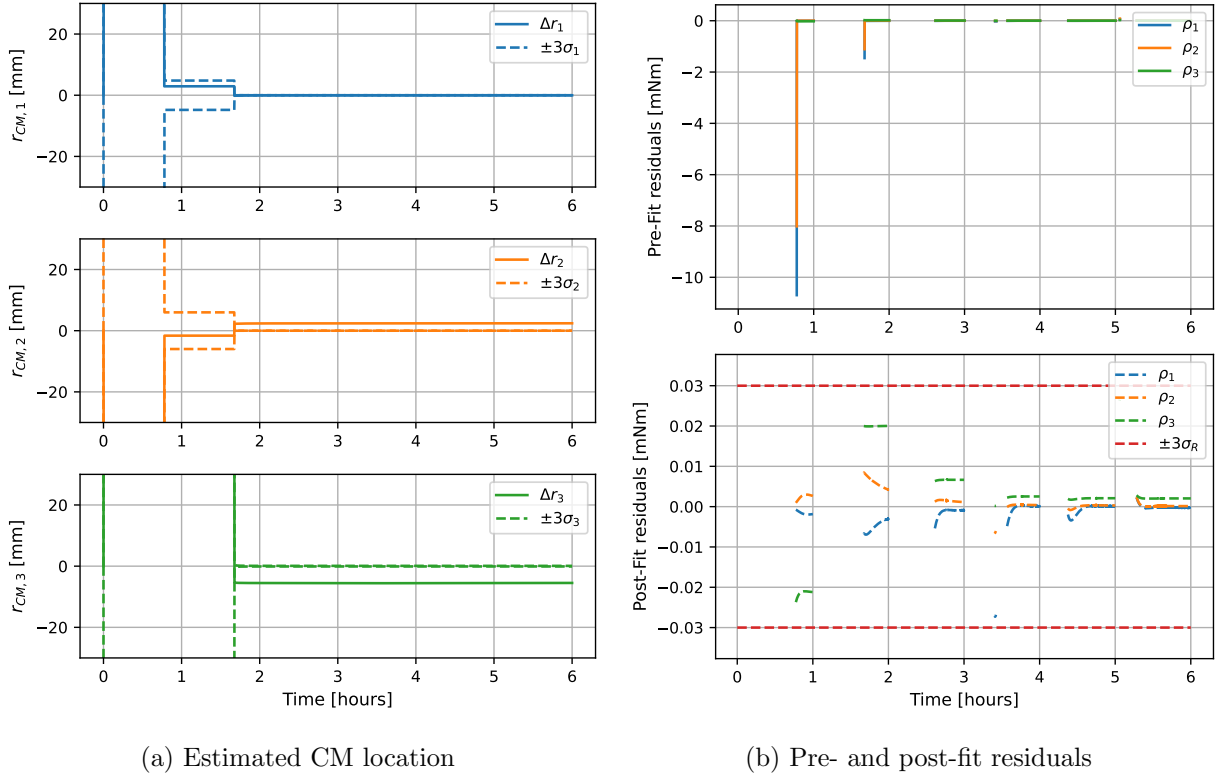 r_{CM,1} [mm]
20
0
−20
Δr_1
±3σ_1
0 1 2 3 4 5 6
r_{CM,2} [mm]
20
0
−20
Δr_2
±3σ_2
0 1 2 3 4 5 6
r_{CM,3} [mm]
20
0
−20
Δr_3
±3σ_3
0 1 2 3 4 5 6
Time [hours]
(a) Estimated CM location
Pre-Fit residuals [mNm]
0
−2
−4
−6
−8
−10
ρ_1
ρ_2
ρ_3
0 1 2 3 4 5 6
Post-Fit residuals [mNm]
0.03
0.02
0.01
0.00
−0.01
−0.02
−0.03
ρ_1
ρ_2
ρ_3
±3σ_R
0 1 2 3 4 5 6
Time [hours]
(b) Pre- and post-fit residuals